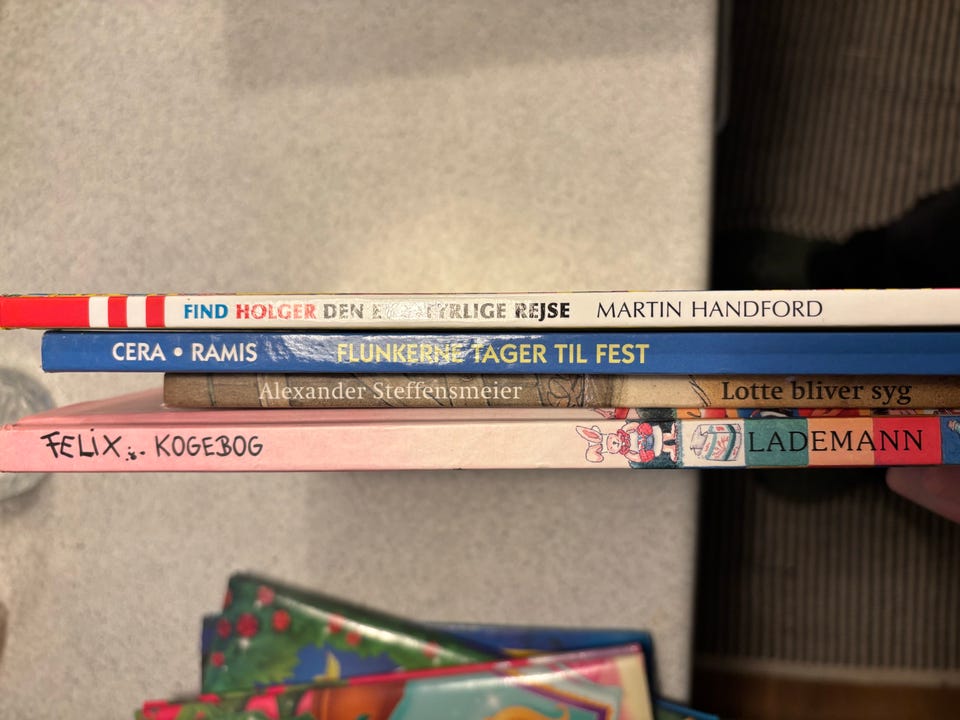 FIND HOLGER DEN EVENTYRLIGE REJSE MARTIN HANDFORD
CERA • RAMIS FLUNKERNE TAGER TIL FEST
Alexander Steffensmeier Lotte bliver syg
FELIX KOGEBOG LADEMANN